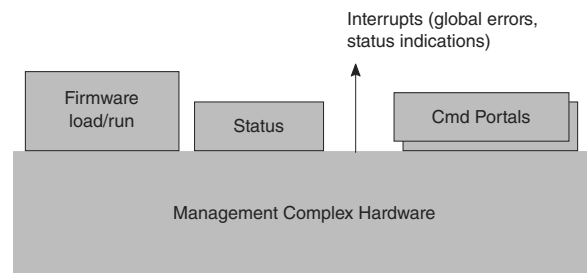 Interrupts (global errors,
status indications)
Firmware
load/run
Status
Cmd Portals
Management Complex Hardware